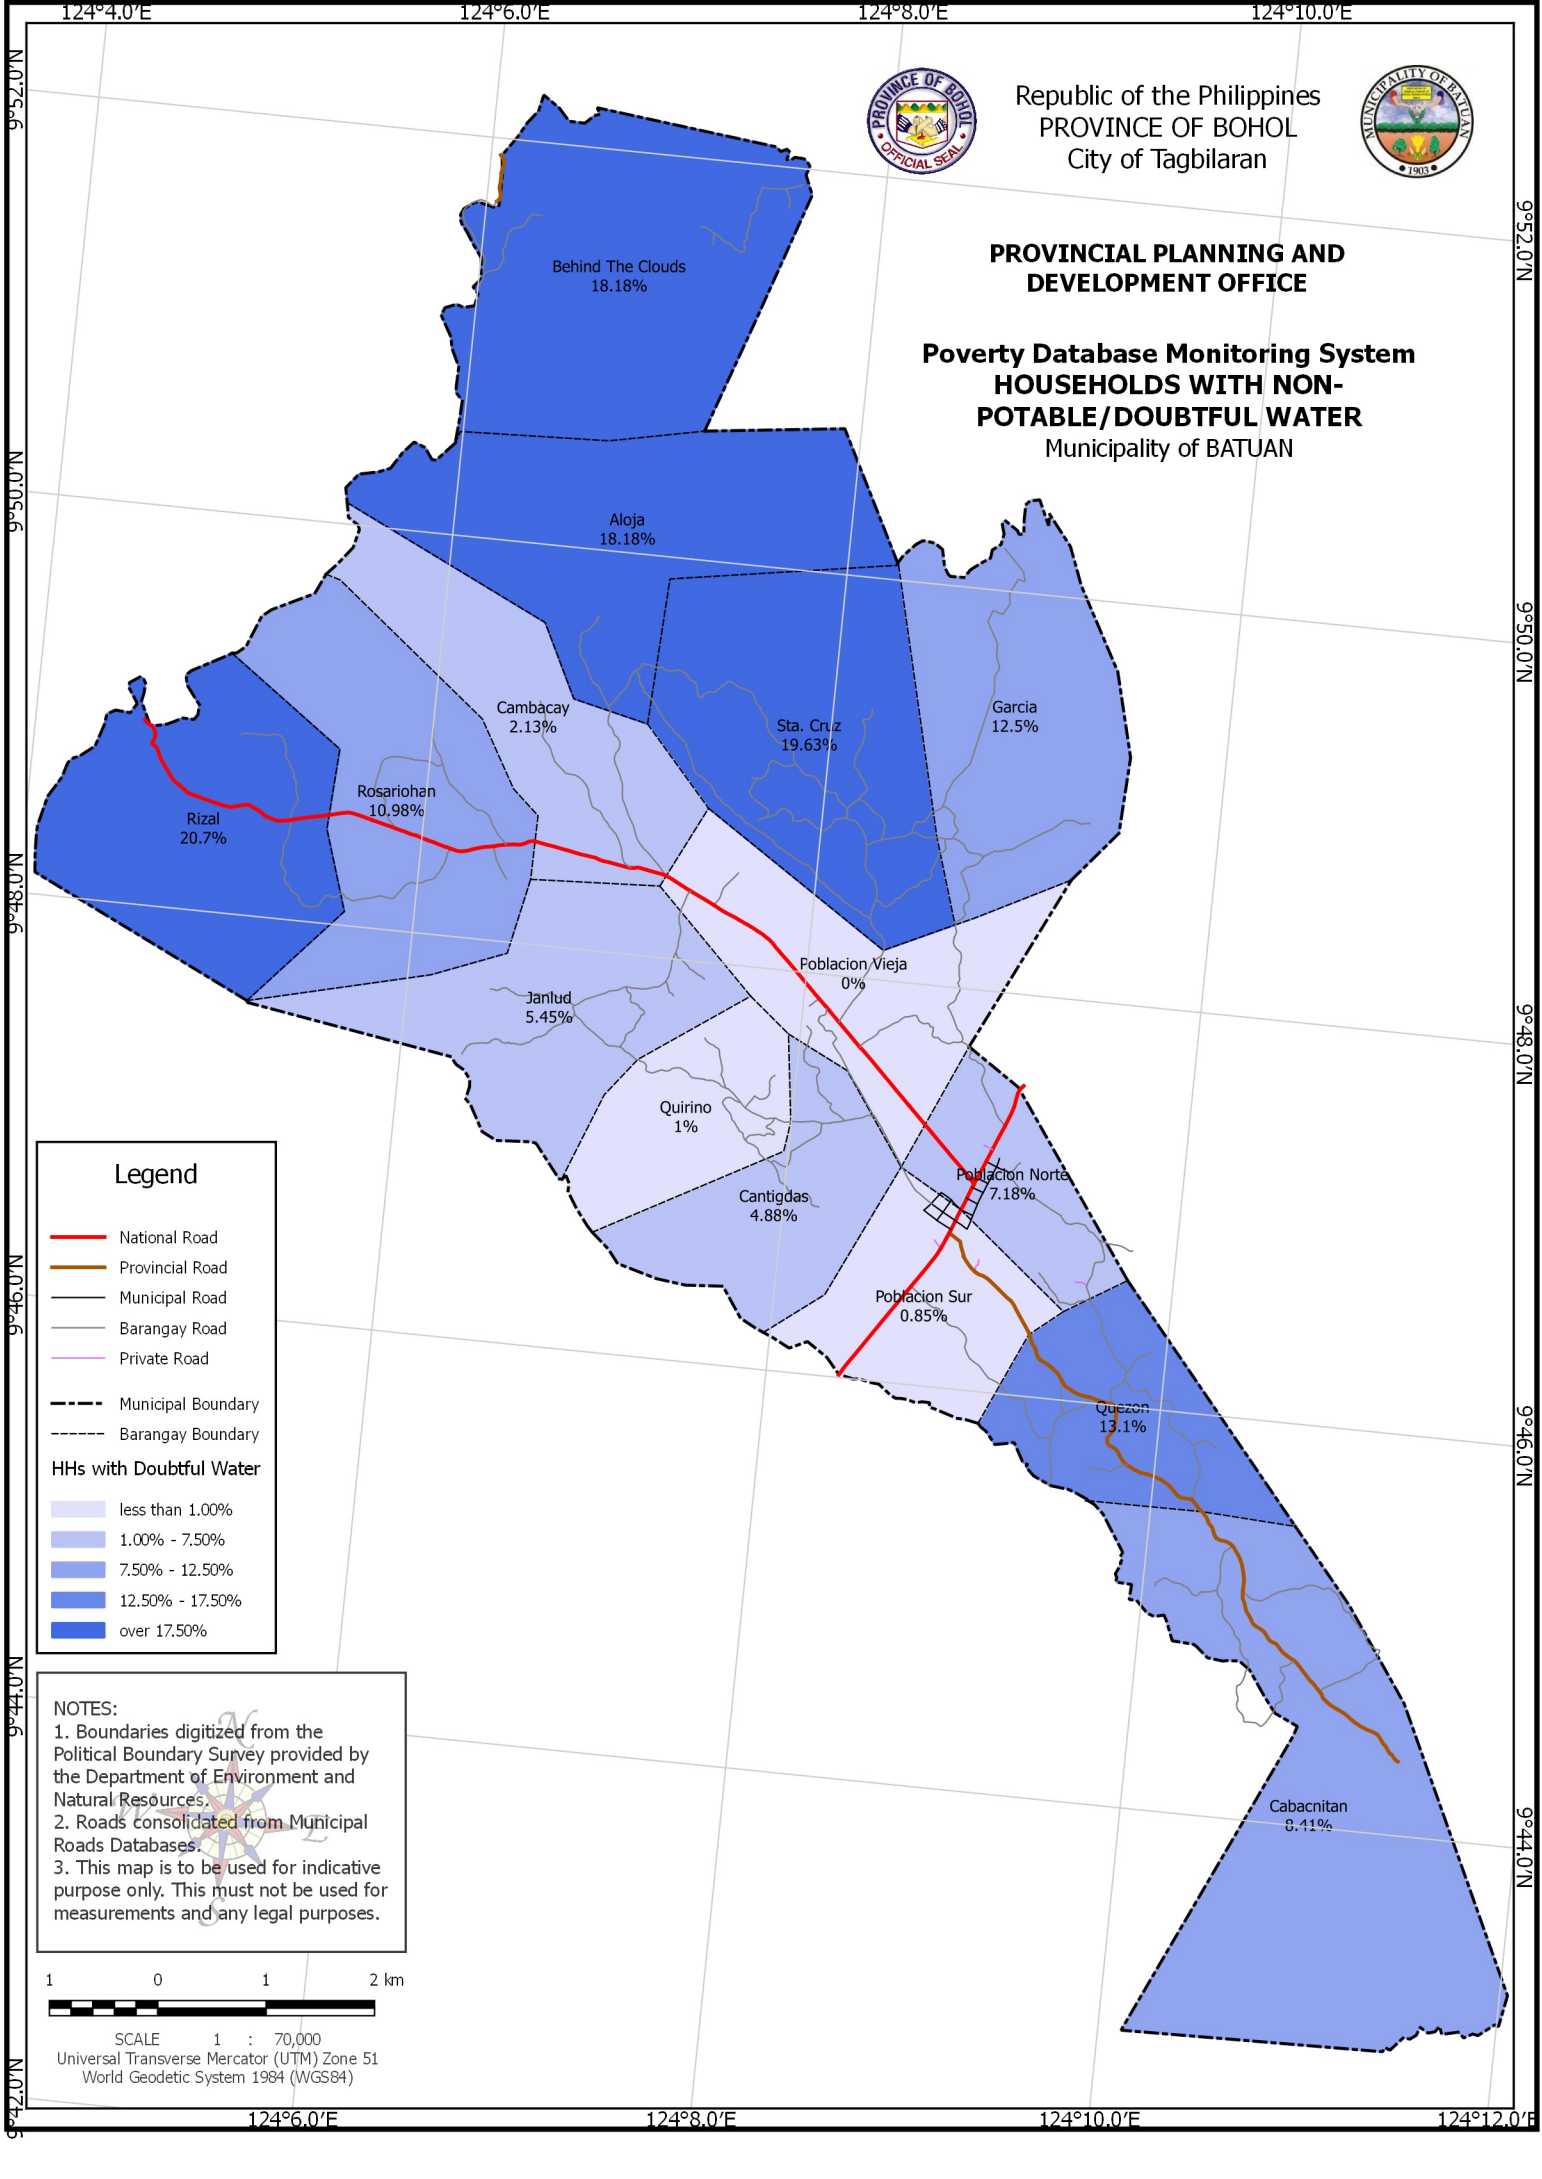 124°4.0'E
124°6.0'E
124°8.0'E
124°10.0'E
9°52.0'N
9°50.0'N
9°48.0'N
9°46.0'N
9°44.0'N
9°42.0'N
PROVINCE OF BOHOL
OFFICIAL SEAL
Republic of the Philippines
PROVINCE OF BOHOL
City of Tagbilaran
MUNICIPALITY OF BATUAN
1903
PROVINCIAL PLANNING AND
DEVELOPMENT OFFICE
Poverty Database Monitoring System
HOUSEHOLDS WITH NON-
POTABLE/DOUBTFUL WATER
Municipality of BATUAN
9°52.0'N
9°50.0'N
9°48.0'N
9°46.0'N
9°44.0'N
Behind The Clouds
18.18%
Aloja
18.18%
Cambacay
2.13%
Sta. Cruz
19.63%
Garcia
12.5%
Rosariohan
10.98%
Rizal
20.7%
Poblacion Vieja
0%
Janlud
5.45%
Quirino
1%
Poblacion Norte
7.18%
Cantigdas
4.88%
Poblacion Sur
0.85%
Quezon
13.1%
Cabacnitan
8.41%
Legend
National Road
Provincial Road
Municipal Road
Barangay Road
Private Road
Municipal Boundary
Barangay Boundary
HHs with Doubtful Water
less than 1.00%
1.00% - 7.50%
7.50% - 12.50%
12.50% - 17.50%
over 17.50%
N
W
E
S
NOTES:
1. Boundaries digitized from the
Political Boundary Survey provided by
the Department of Environment and
Natural Resources.
2. Roads consolidated from Municipal
Roads Databases.
3. This map is to be used for indicative
purpose only. This must not be used for
measurements and any legal purposes.
1 0 1 2 km
SCALE 1 : 70,000
Universal Transverse Mercator (UTM) Zone 51
World Geodetic System 1984 (WGS84)
124°6.0'E
124°8.0'E
124°10.0'E
124°12.0'E